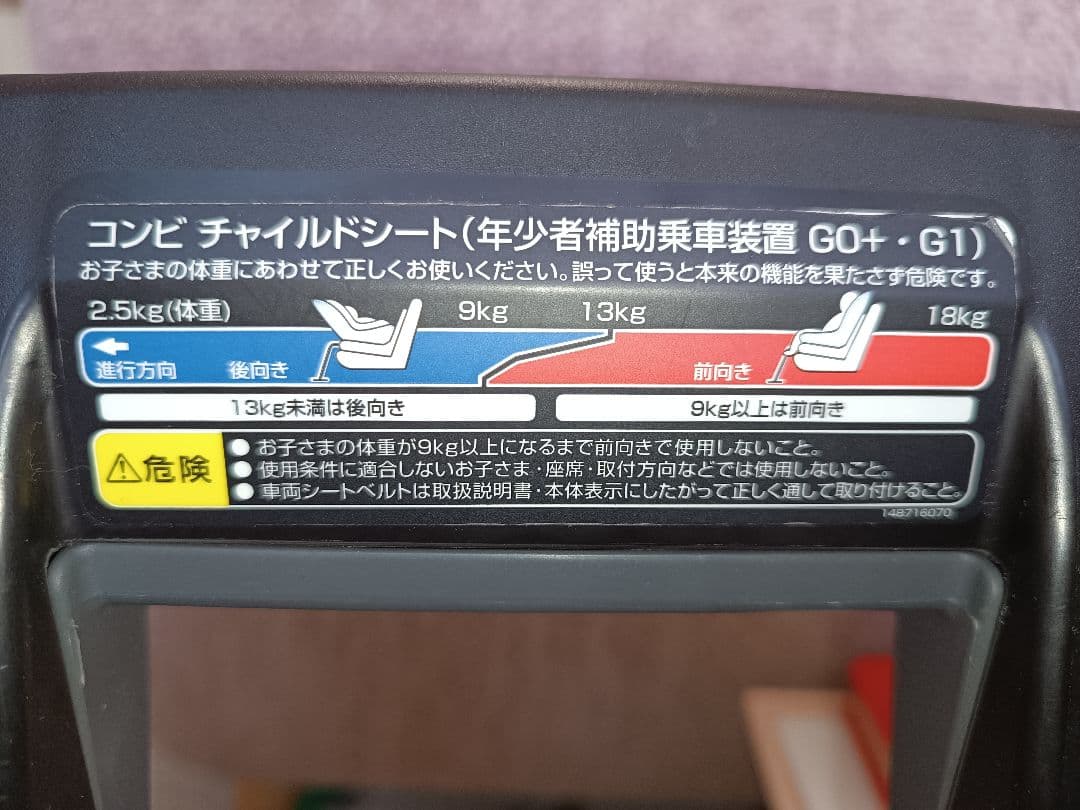 コンビ チャイルドシート(年少者補助乗車装置 G0+・G1)
お子さまの体重にあわせて正しくお使いください。誤って使うと本来の機能を果たさず危険です。
2.5kg(体重) 9kg 13kg 18kg
進行方向 後向き 前向き
13kg未満は後向き 9kg以上は前向き
⚠危険
●お子さまの体重が9kg以上になるまで前向きで使用しないこと。
●使用条件に適合しないお子さま・座席・取付方向などでは使用しないこと。
●車両シートベルトは取扱説明書・本体表示にしたがって正しく通して取り付けること。
148716070